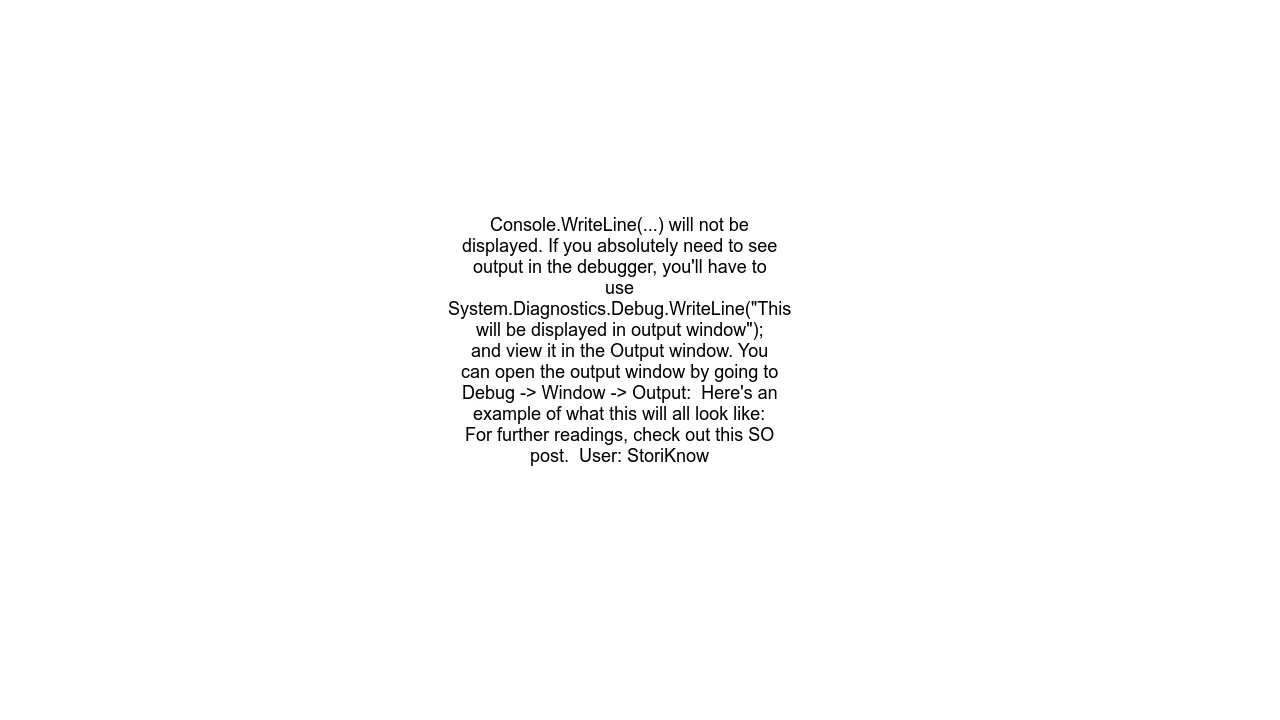 Console.WriteLine(...) will not be
displayed. If you absolutely need to see
output in the debugger, you'll have to
use
System.Diagnostics.Debug.WriteLine("This
will be displayed in output window");
and view it in the Output window. You
can open the output window by going to
Debug -> Window -> Output:  Here's an
example of what this will all look like:
For further readings, check out this SO
post.  User: StoriKnow